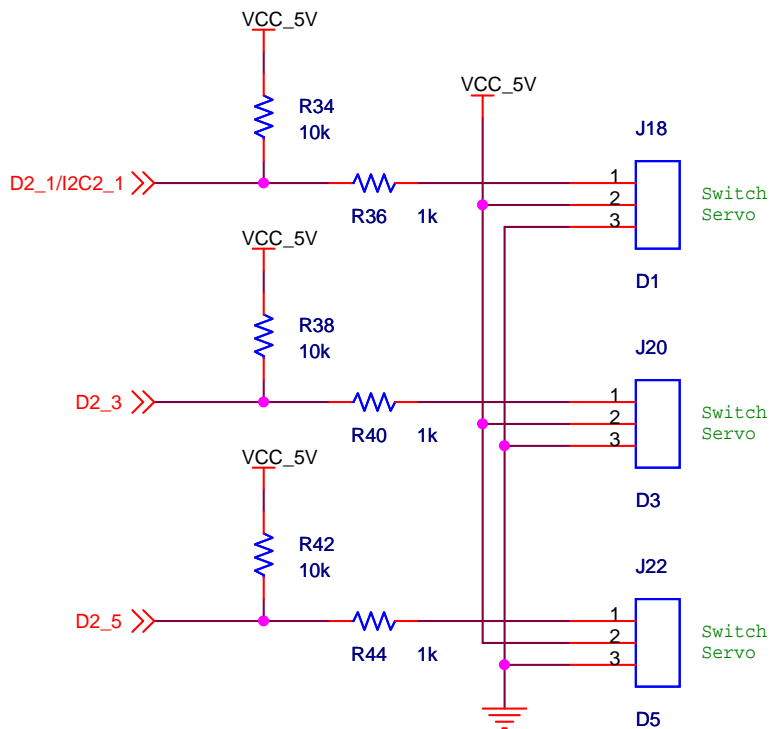 VCC_5V
R34
10k
VCC_5V
J18
D2_1/I2C2_1
R36 1k
1
2
3
Switch
Servo
VCC_5V
D1
R38
10k
J20
D2_3
R40 1k
1
2
3
Switch
Servo
VCC_5V
D3
R42
10k
J22
D2_5
R44 1k
1
2
3
Switch
Servo
D5